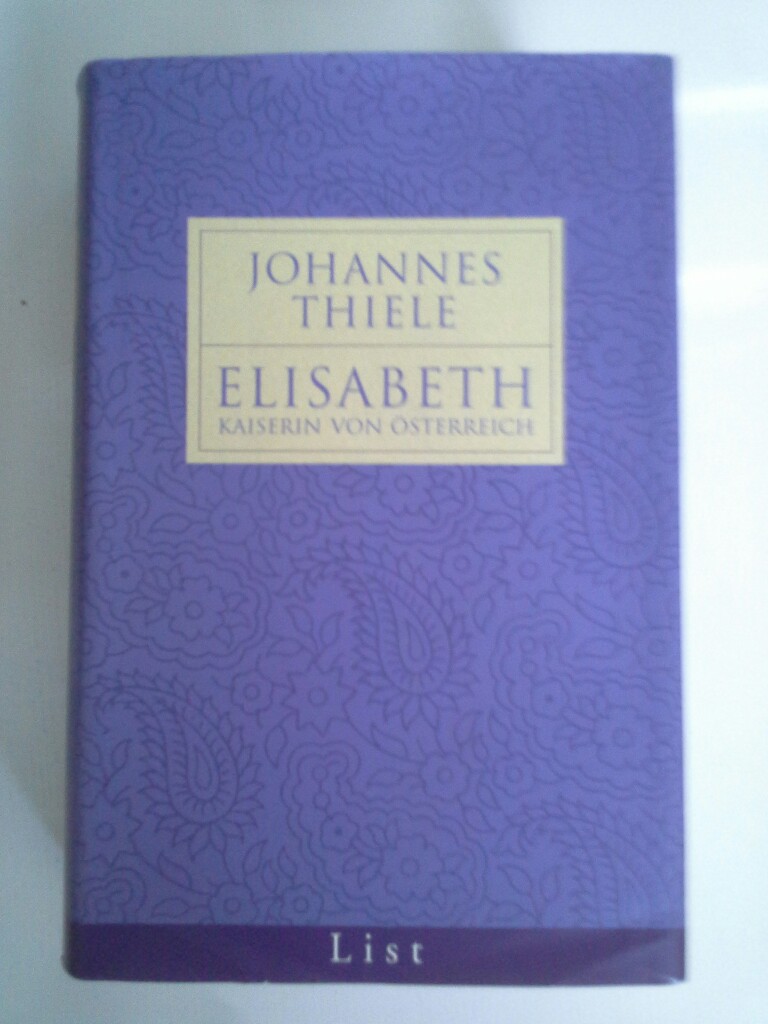 JOHANNES
THIELE
ELISABETH
KAISERIN VON ÖSTERREICH
List